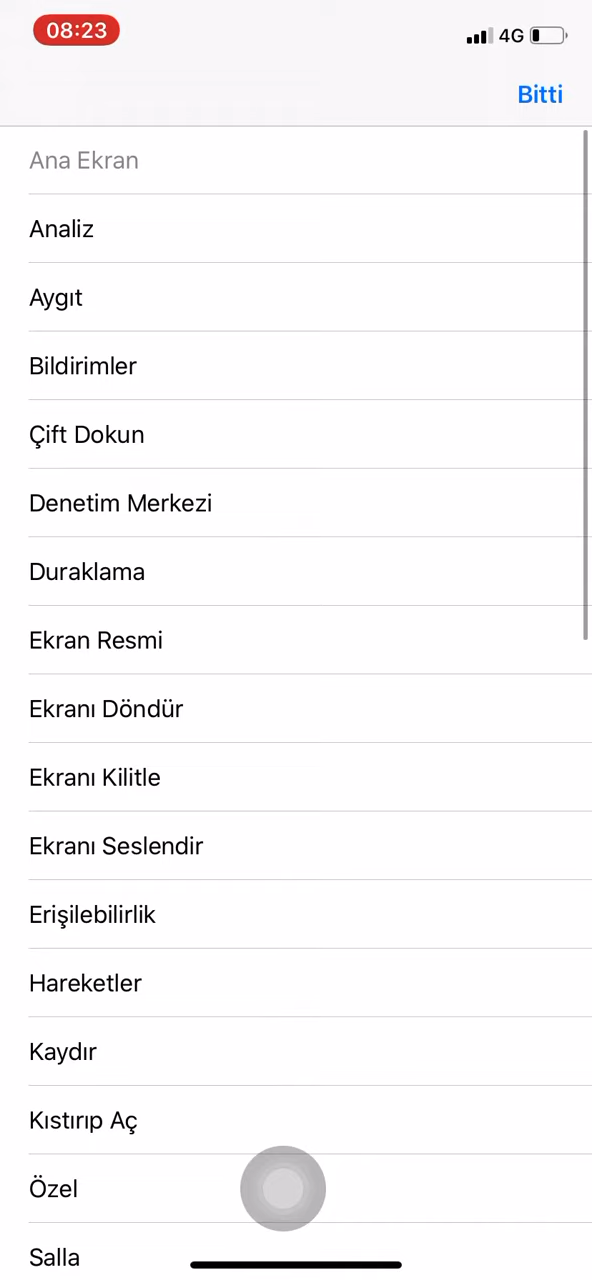 08:23
4G
Bitti
Ana Ekran
Analiz
Aygıt
Bildirimler
Çift Dokun
Denetim Merkezi
Duraklama
Ekran Resmi
Ekranı Döndür
Ekranı Kilitle
Ekranı Seslendir
Erişilebilirlik
Hareketler
Kaydır
Kıstırıp Aç
Özel
Salla